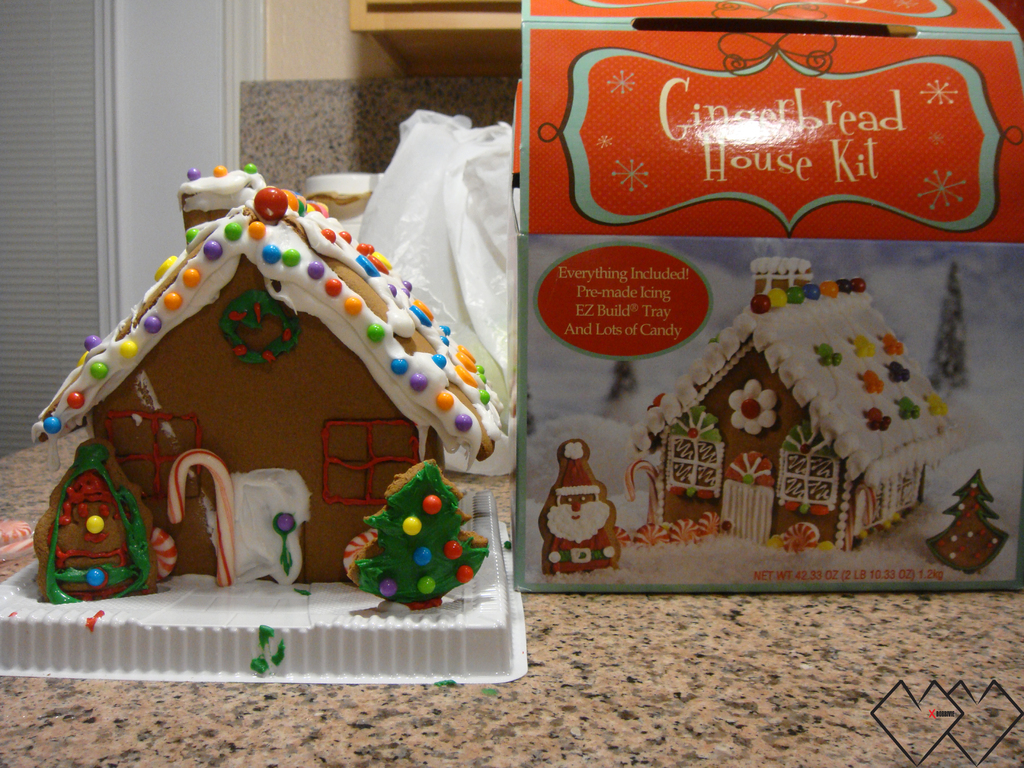 Gingerbread
House Kit
Everything Included!
Pre-made Icing
EZ Build® Tray
And Lots of Candy
NET WT 42.33 OZ (2 LB 10.33 OZ) 1.2kg